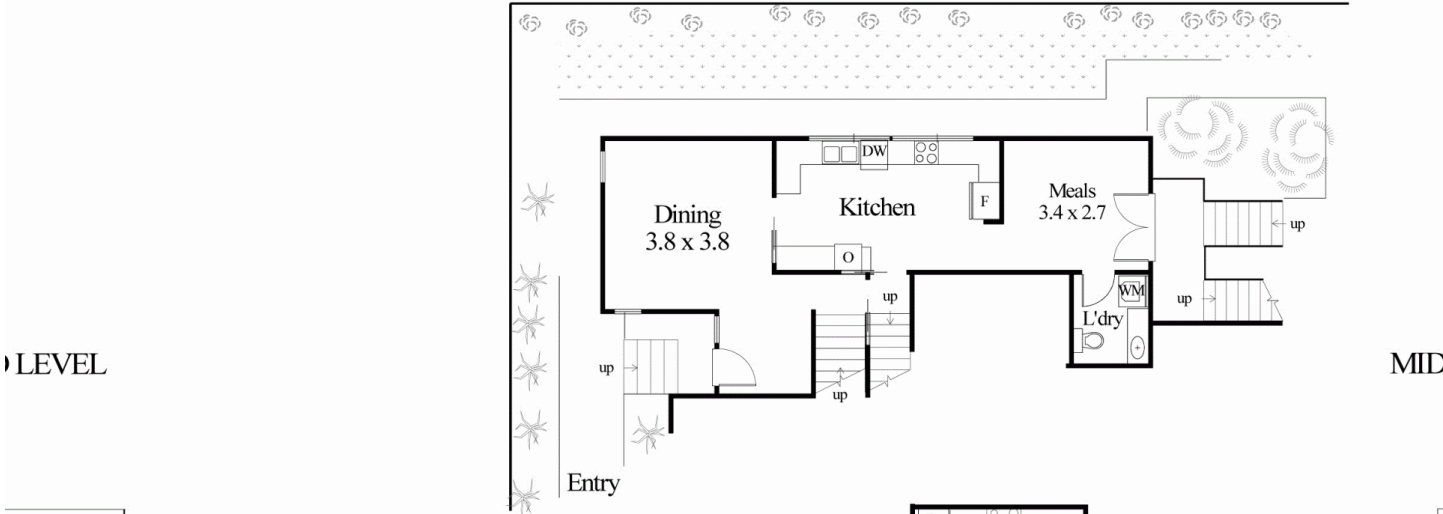 DW
Kitchen
F
Meals
3.4 x 2.7
Dining
3.8 x 3.8
up
O
up
WM
up
L'dry
up
up
LEVEL
MID
Entry